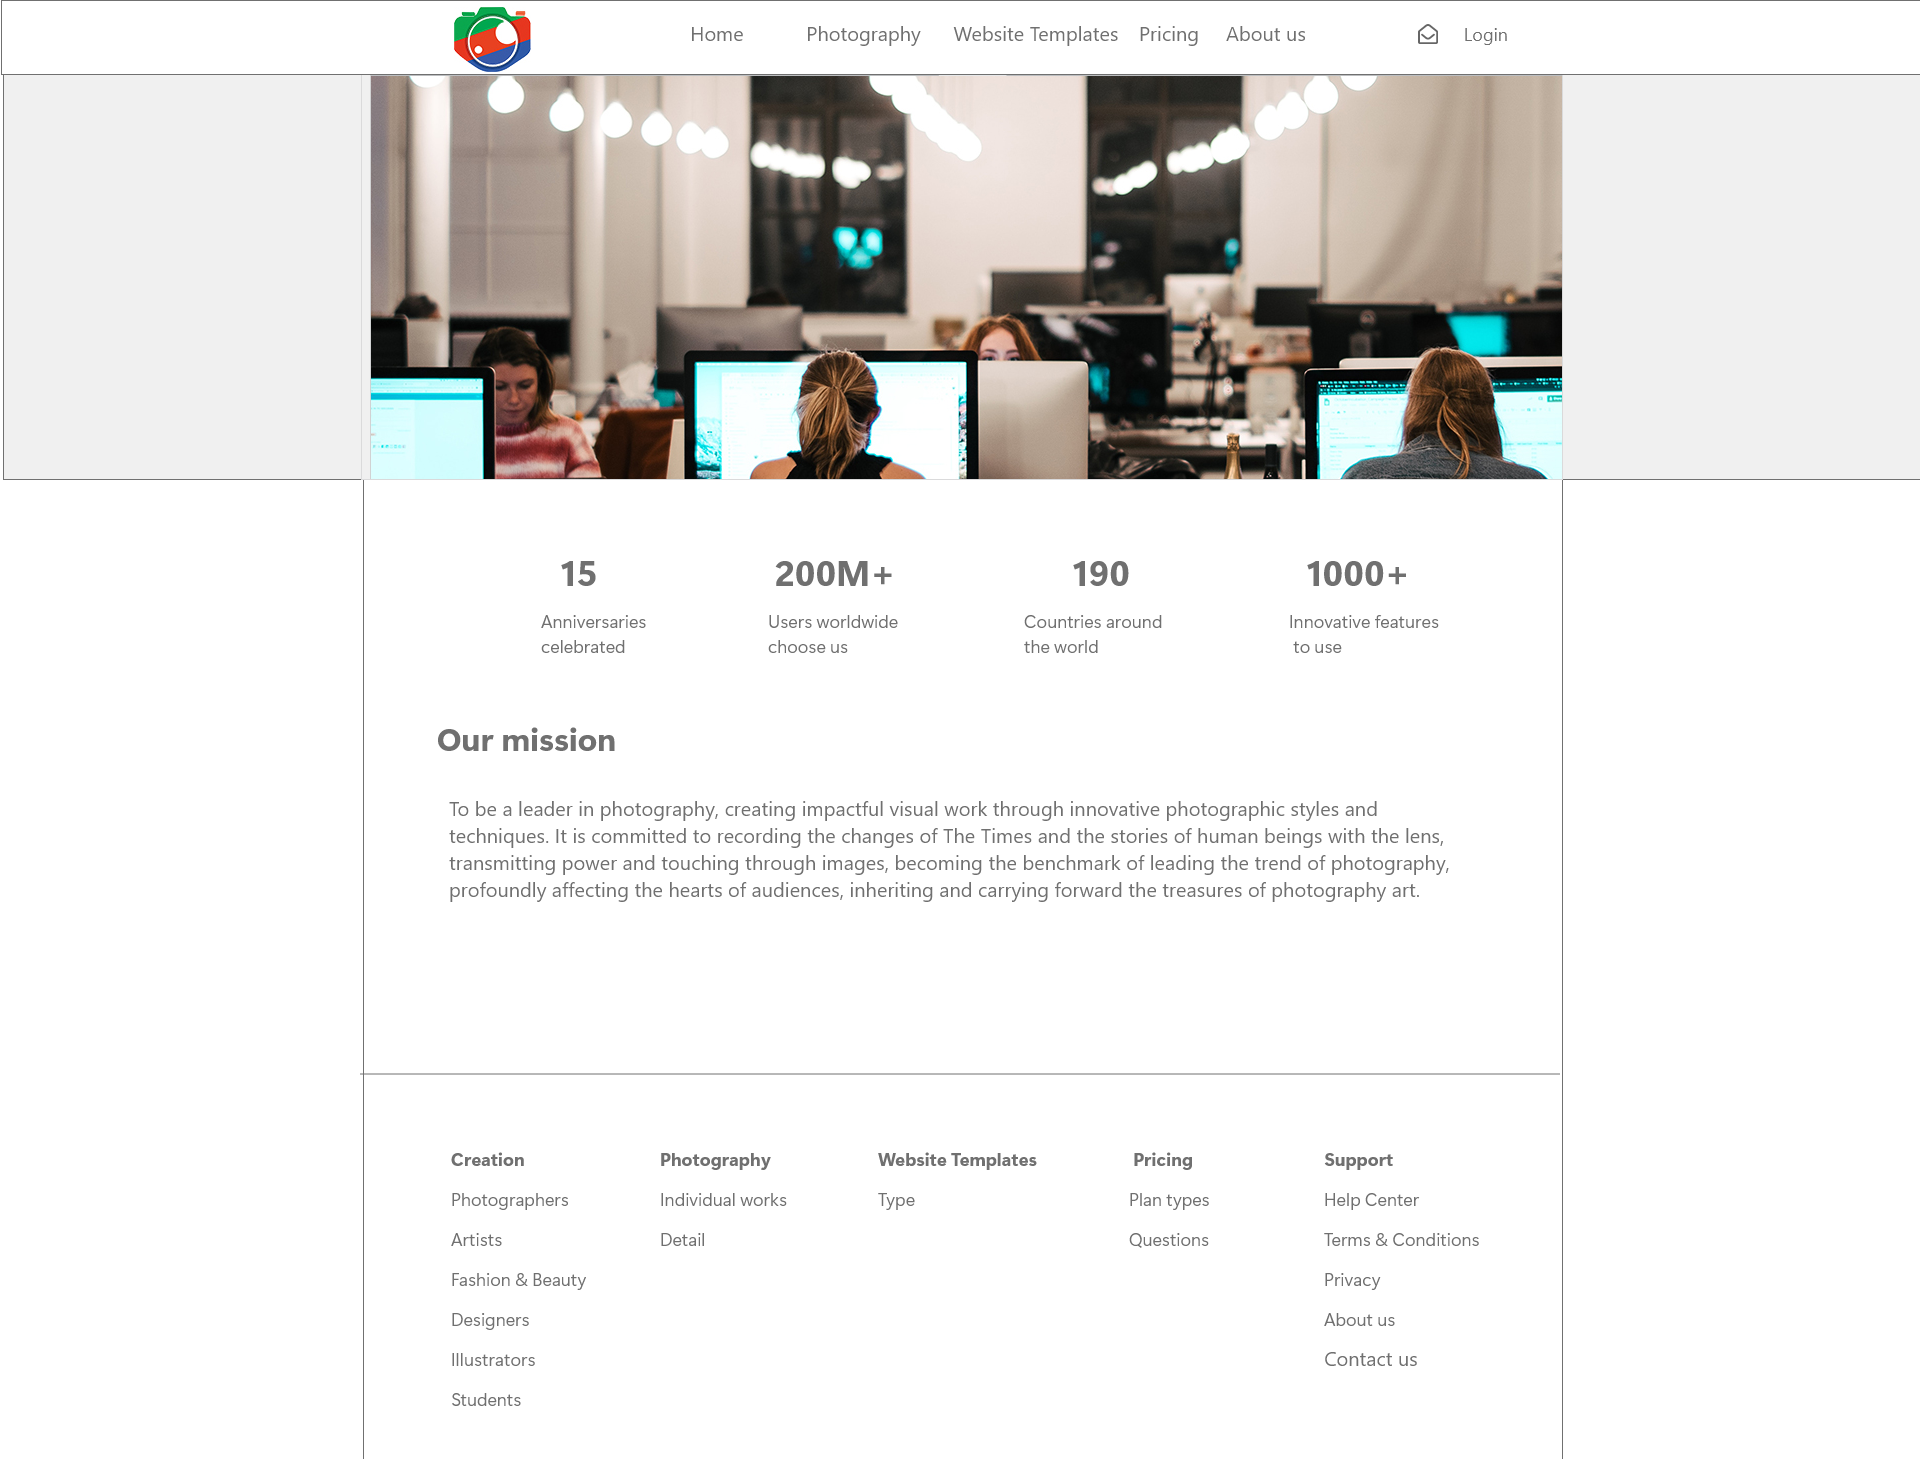 Home Photography Website Templates Pricing About us Login
15 200M+ 190 1000+
Anniversaries Users worldwide Countries around Innovative features
celebrated choose us the world to use
Our mission
To be a leader in photography, creating impactful visual work through innovative photographic styles and
techniques. It is committed to recording the changes of The Times and the stories of human beings with the lens,
transmitting power and touching through images, becoming the benchmark of leading the trend of photography,
profoundly affecting the hearts of audiences, inheriting and carrying forward the treasures of photography art.
Creation Photography Website Templates Pricing Support
Photographers Individual works Type Plan types Help Center
Artists Detail Questions Terms & Conditions
Fashion & Beauty Privacy
Designers About us
Illustrators Contact us
Students